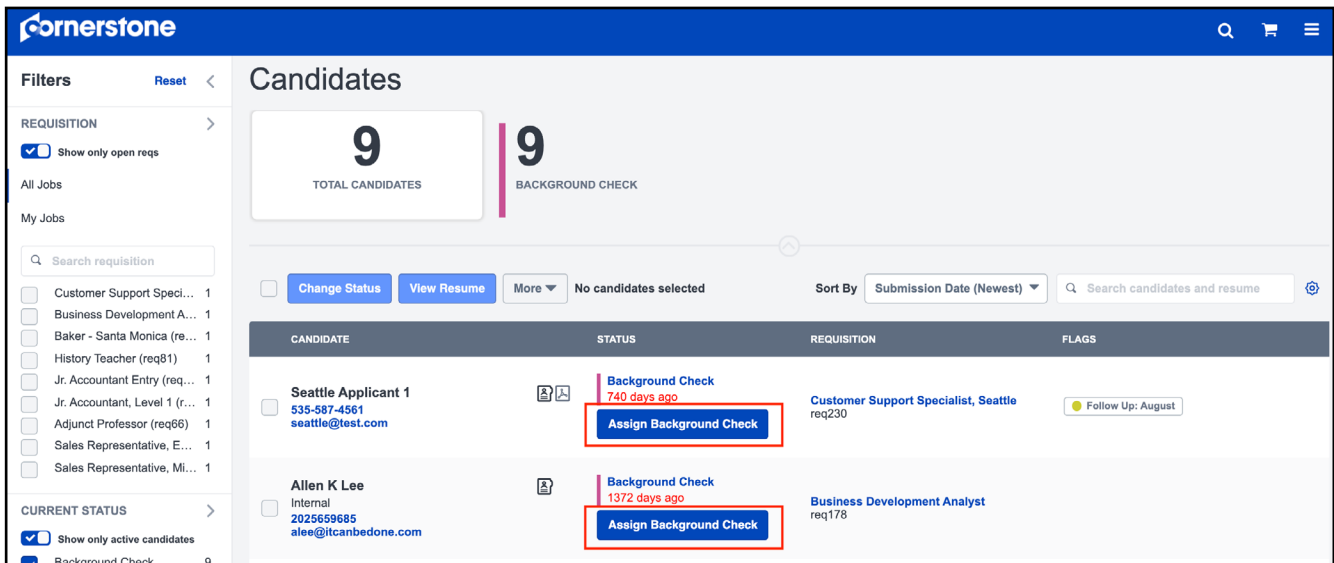 cornerstone
Filters
Reset
REQUISITION
Show only open reqs
All Jobs
My Jobs
Search requisition
Customer Support Speci... 1
Business Development A... 1
Baker - Santa Monica (re... 1
History Teacher (req81) 1
Jr. Accountant Entry (req... 1
Jr. Accountant, Level 1 (r... 1
Adjunct Professor (req66) 1
Sales Representative, E... 1
Sales Representative, Mi... 1
CURRENT STATUS
Show only active candidates
Background Check 9
Candidates
9
TOTAL CANDIDATES
9
BACKGROUND CHECK
Change Status
View Resume
More
No candidates selected
Sort By
Submission Date (Newest)
Search candidates and resume
CANDIDATE STATUS REQUISITION FLAGS
Seattle Applicant 1
535-587-4561
seattle@test.com
Background Check
740 days ago
Assign Background Check
Customer Support Specialist, Seattle
req230
Follow Up: August
Allen K Lee
Internal
2025659685
alee@itcanbedone.com
Background Check
1372 days ago
Assign Background Check
Business Development Analyst
req178